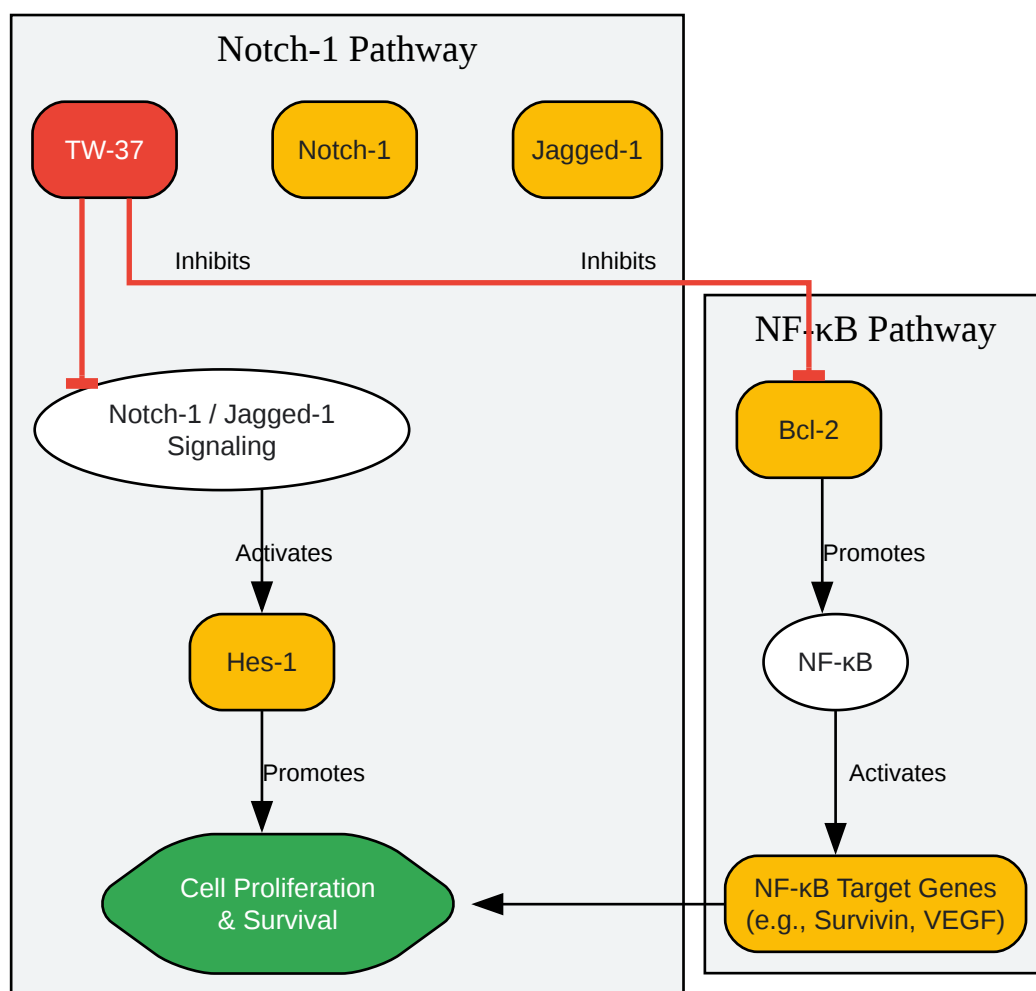 Notch-1 Pathway
TW-37
Notch-1
Jagged-1
Inhibits
Inhibits
NF-κB Pathway
Notch-1 / Jagged-1
Signaling
Bcl-2
Activates
Promotes
Hes-1
NF-κB
Promotes
Activates
Cell Proliferation
& Survival
NF-κB Target Genes
(e.g., Survivin, VEGF)